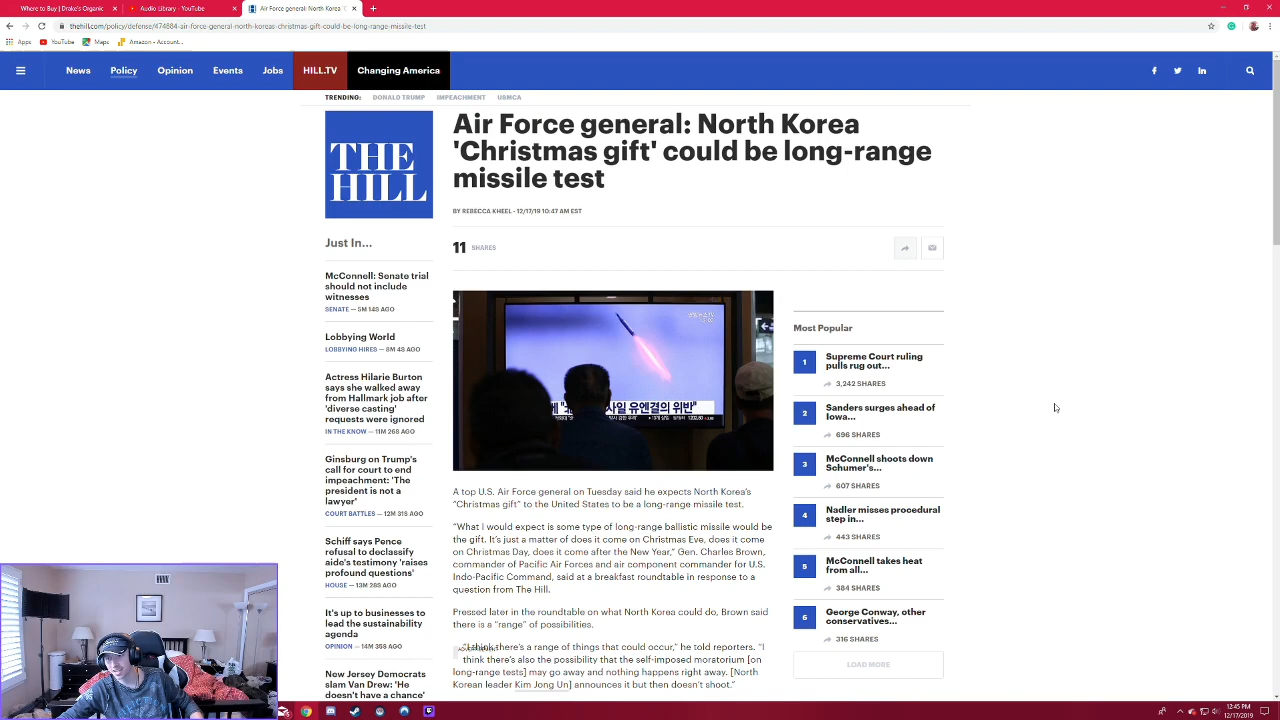 Where to Buy | Drake's Organic
Audio Library - YouTube
Air Force general: North Korea 'C
thehill.com/policy/defense/474884-air-force-general-north-koreas-christmas-gift-could-be-long-range-missile-test
Apps YouTube Maps Amazon - Account...
News Policy Opinion Events Jobs HILL.TV Changing America
TRENDING: DONALD TRUMP IMPEACHMENT USMCA
THE
HILL
Air Force general: North Korea
'Christmas gift' could be long-range
missile test
BY REBECCA KHEEL - 12/17/19 10:47 AM EST
11 SHARES
Just In...
McConnell: Senate trial
should not include
witnesses
SENATE — 5M 14S AGO
Lobbying World
LOBBYING HIRES — 8M 4S AGO
Actress Hilarie Burton
says she walked away
from Hallmark job after
'diverse casting'
requests were ignored
IN THE KNOW — 11M 26S AGO
Ginsburg on Trump's
call for court to end
impeachment: 'The
president is not a
lawyer'
COURT BATTLES — 12M 31S AGO
Schiff says Pence
refusal to declassify
aide's testimony 'raises
profound questions'
HOUSE — 13M 28S AGO
It's up to businesses to
lead the sustainability
agenda
OPINION — 14M 35S AGO
New Jersey Democrats
slam Van Drew: 'He
doesn't have a chance'
사일 유엔결의 위반"
A top U.S. Air Force general on Tuesday said he expects North Korea's
"Christmas gift" to the United States to be a long-range missile test.
"What I would expect is some type of long-range ballistic missile would be
the gift. It's just a matter of does it come on Christmas Eve, does it come
on Christmas Day, does it come after the New Year," Gen. Charles Brown,
commander of Pacific Air Forces and air component commander for U.S.
Indo-Pacific Command, said at a breakfast roundtable in response to a
question from The Hill.
Pressed later in the roundtable on what North Korea could do, Brown said
there is a "range" of possibilities.
"I think there's a range of things that could occur," he told reporters. "I
think there's also the possibility that the self-imposed moratorium [on
long-range tests] may go away and nothing happens right away. [North
Korean leader Kim Jong Un] announces it but then doesn't shoot."
Most Popular
1 Supreme Court ruling
pulls rug out...
3,242 SHARES
2 Sanders surges ahead of
Iowa...
696 SHARES
3 McConnell shoots down
Schumer's...
607 SHARES
4 Nadler misses procedural
step in...
443 SHARES
5 McConnell takes heat
from all...
384 SHARES
6 George Conway, other
conservatives...
316 SHARES
LOAD MORE
12:45 PM
12/17/2019